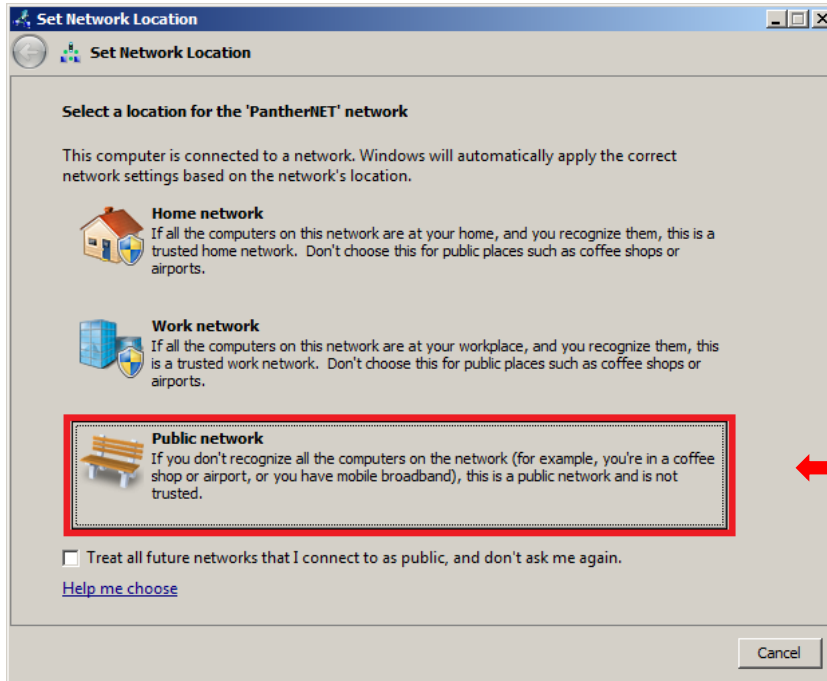 Set Network Location
Set Network Location
Select a location for the 'PantherNET' network
This computer is connected to a network. Windows will automatically apply the correct
network settings based on the network's location.
Home network
If all the computers on this network are at your home, and you recognize them, this is a
trusted home network.  Don't choose this for public places such as coffee shops or
airports.
Work network
If all the computers on this network are at your workplace, and you recognize them, this
is a trusted work network.  Don't choose this for public places such as coffee shops or
airports.
Public network
If you don't recognize all the computers on the network (for example, you're in a coffee
shop or airport, or you have mobile broadband), this is a public network and is not
trusted.
Treat all future networks that I connect to as public, and don't ask me again.
Help me choose
Cancel